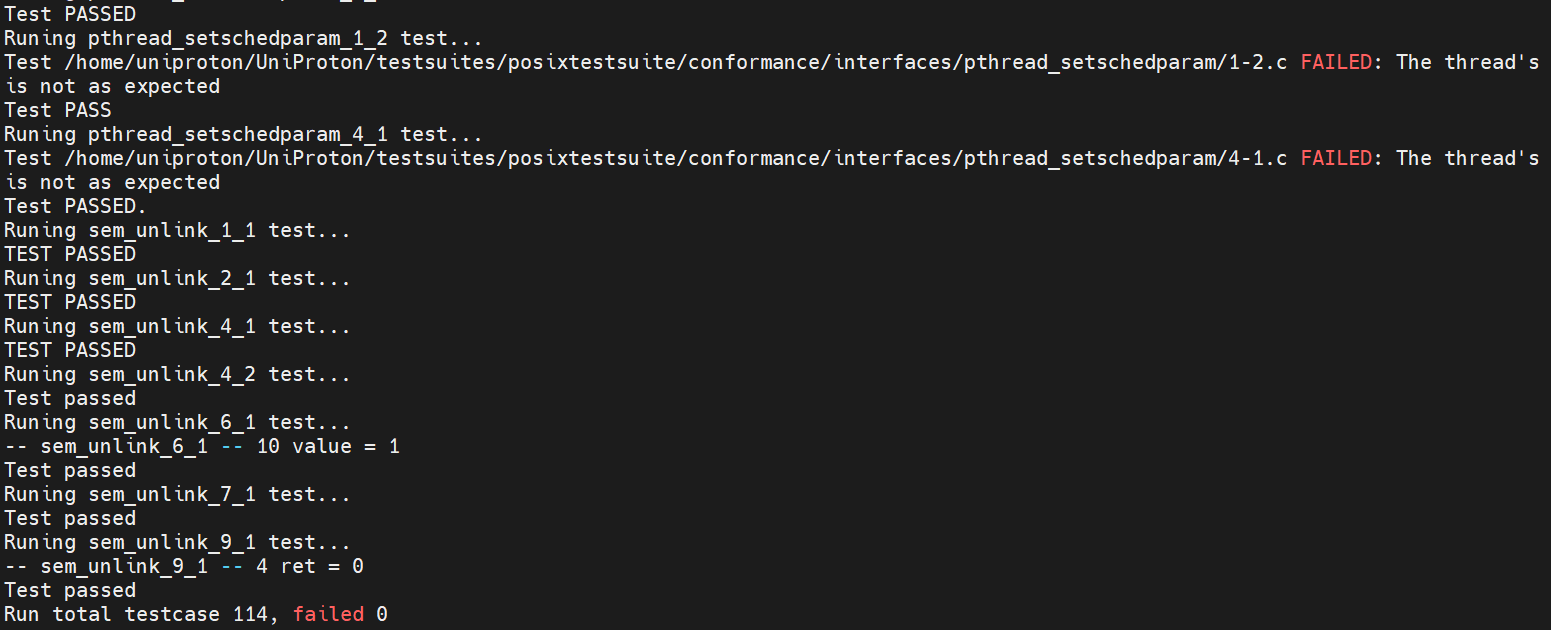 Test PASSED
Runing pthread_setschedparam_1_2 test...
Test /home/uniproton/UniProton/testsuites/posixtestsuite/conformance/interfaces/pthread_setschedparam/1-2.c FAILED: The thread's
is not as expected
Test PASS
Runing pthread_setschedparam_4_1 test...
Test /home/uniproton/UniProton/testsuites/posixtestsuite/conformance/interfaces/pthread_setschedparam/4-1.c FAILED: The thread's
is not as expected
Test PASSED.
Runing sem_unlink_1_1 test...
TEST PASSED
Runing sem_unlink_2_1 test...
TEST PASSED
Runing sem_unlink_4_1 test...
TEST PASSED
Runing sem_unlink_4_2 test...
Test passed
Runing sem_unlink_6_1 test...
-- sem_unlink_6_1 -- 10 value = 1
Test passed
Runing sem_unlink_7_1 test...
Test passed
Runing sem_unlink_9_1 test...
-- sem_unlink_9_1 -- 4 ret = 0
Test passed
Run total testcase 114, failed 0